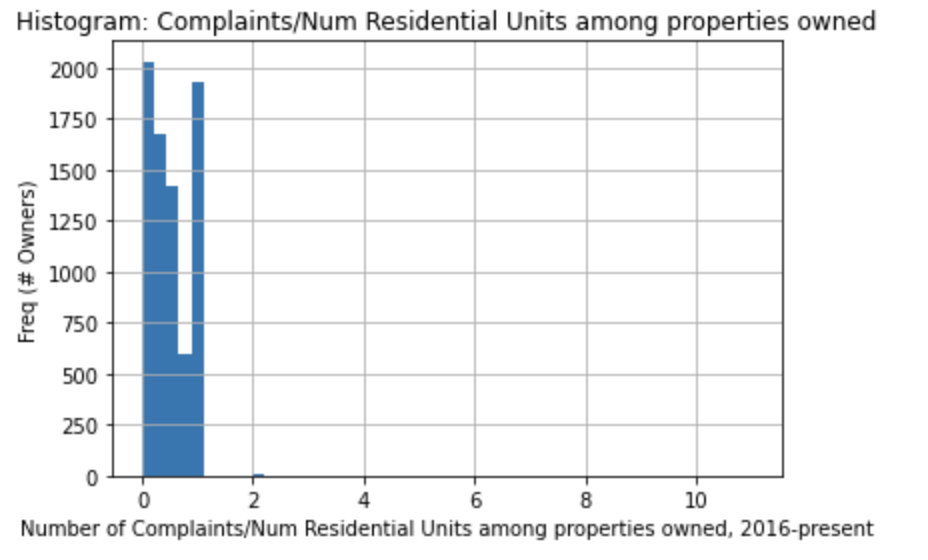 Histogram: Complaints/Num Residential Units among properties owned
2000
1750
1500
1250
1000
750
500
250
0
Freq (# Owners)
0 2 4 6 8 10
Number of Complaints/Num Residential Units among properties owned, 2016-present